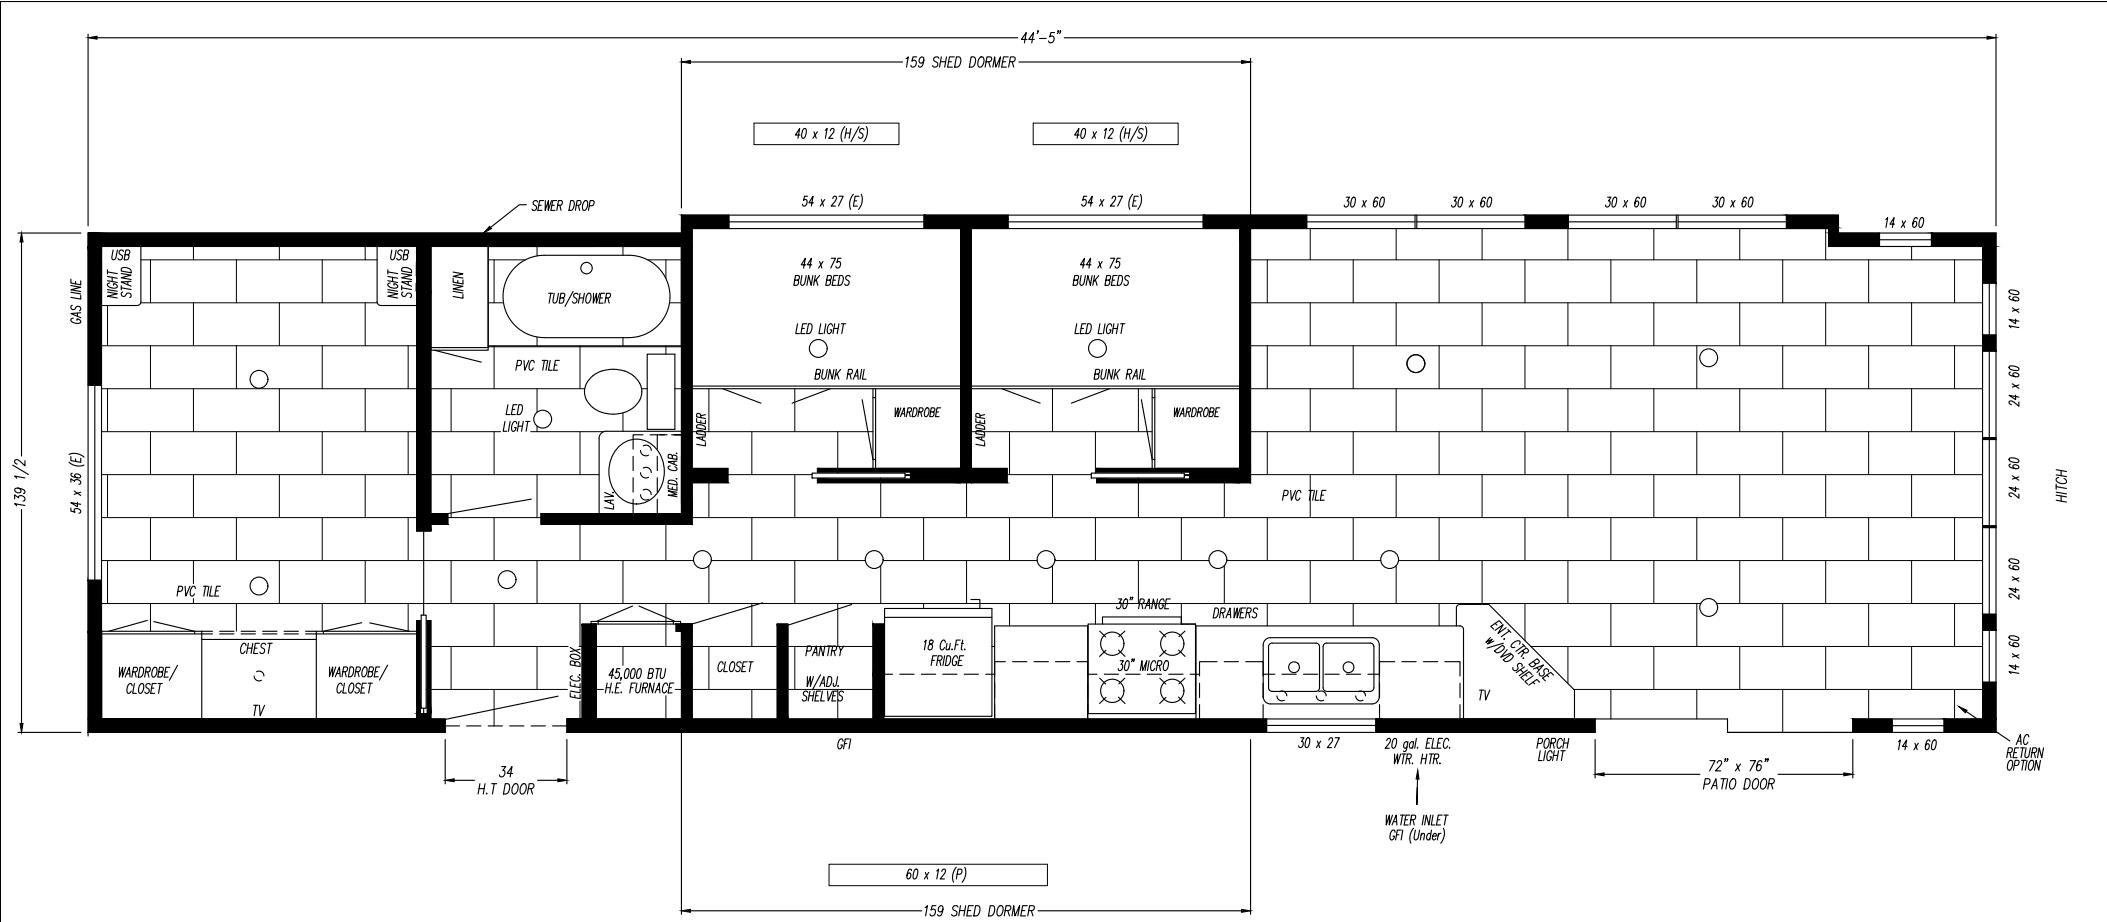 44'-5"
159 SHED DORMER
40 x 12 (H/S)
40 x 12 (H/S)
54 x 27 (E)
54 x 27 (E)
30 x 60
30 x 60
30 x 60
30 x 60
14 x 60
SEWER DROP
USB
NIGHT
STAND
USB
NIGHT
STAND
LINEN
TUB/SHOWER
44 x 75
BUNK BEDS
44 x 75
BUNK BEDS
GAS LINE
14 x 60
LED LIGHT
LED LIGHT
PVC TILE
BUNK RAIL
BUNK RAIL
24 x 60
LED
LIGHT
LADDER
WARDROBE
LADDER
WARDROBE
139 1/2
54 x 36 (E)
LAV.
MED. CAB.
PVC TILE
24 x 60
HITCH
PVC TILE
24 x 60
30" RANGE
DRAWERS
WARDROBE/
CLOSET
CHEST
TV
WARDROBE/
CLOSET
ELEC. BOX
45,000 BTU
H.E. FURNACE
CLOSET
PANTRY
W/ADJ.
SHELVES
18 Cu.Ft.
FRIDGE
30" MICRO
ENT. CTR. BASE
W/DVD SHELF
TV
14 x 60
GFI
30 x 27
20 gal. ELEC.
WTR. HTR.
PORCH
LIGHT
14 x 60
AC
RETURN
OPTION
34
H.T DOOR
72" x 76"
PATIO DOOR
WATER INLET
GFI (Under)
60 x 12 (P)
159 SHED DORMER